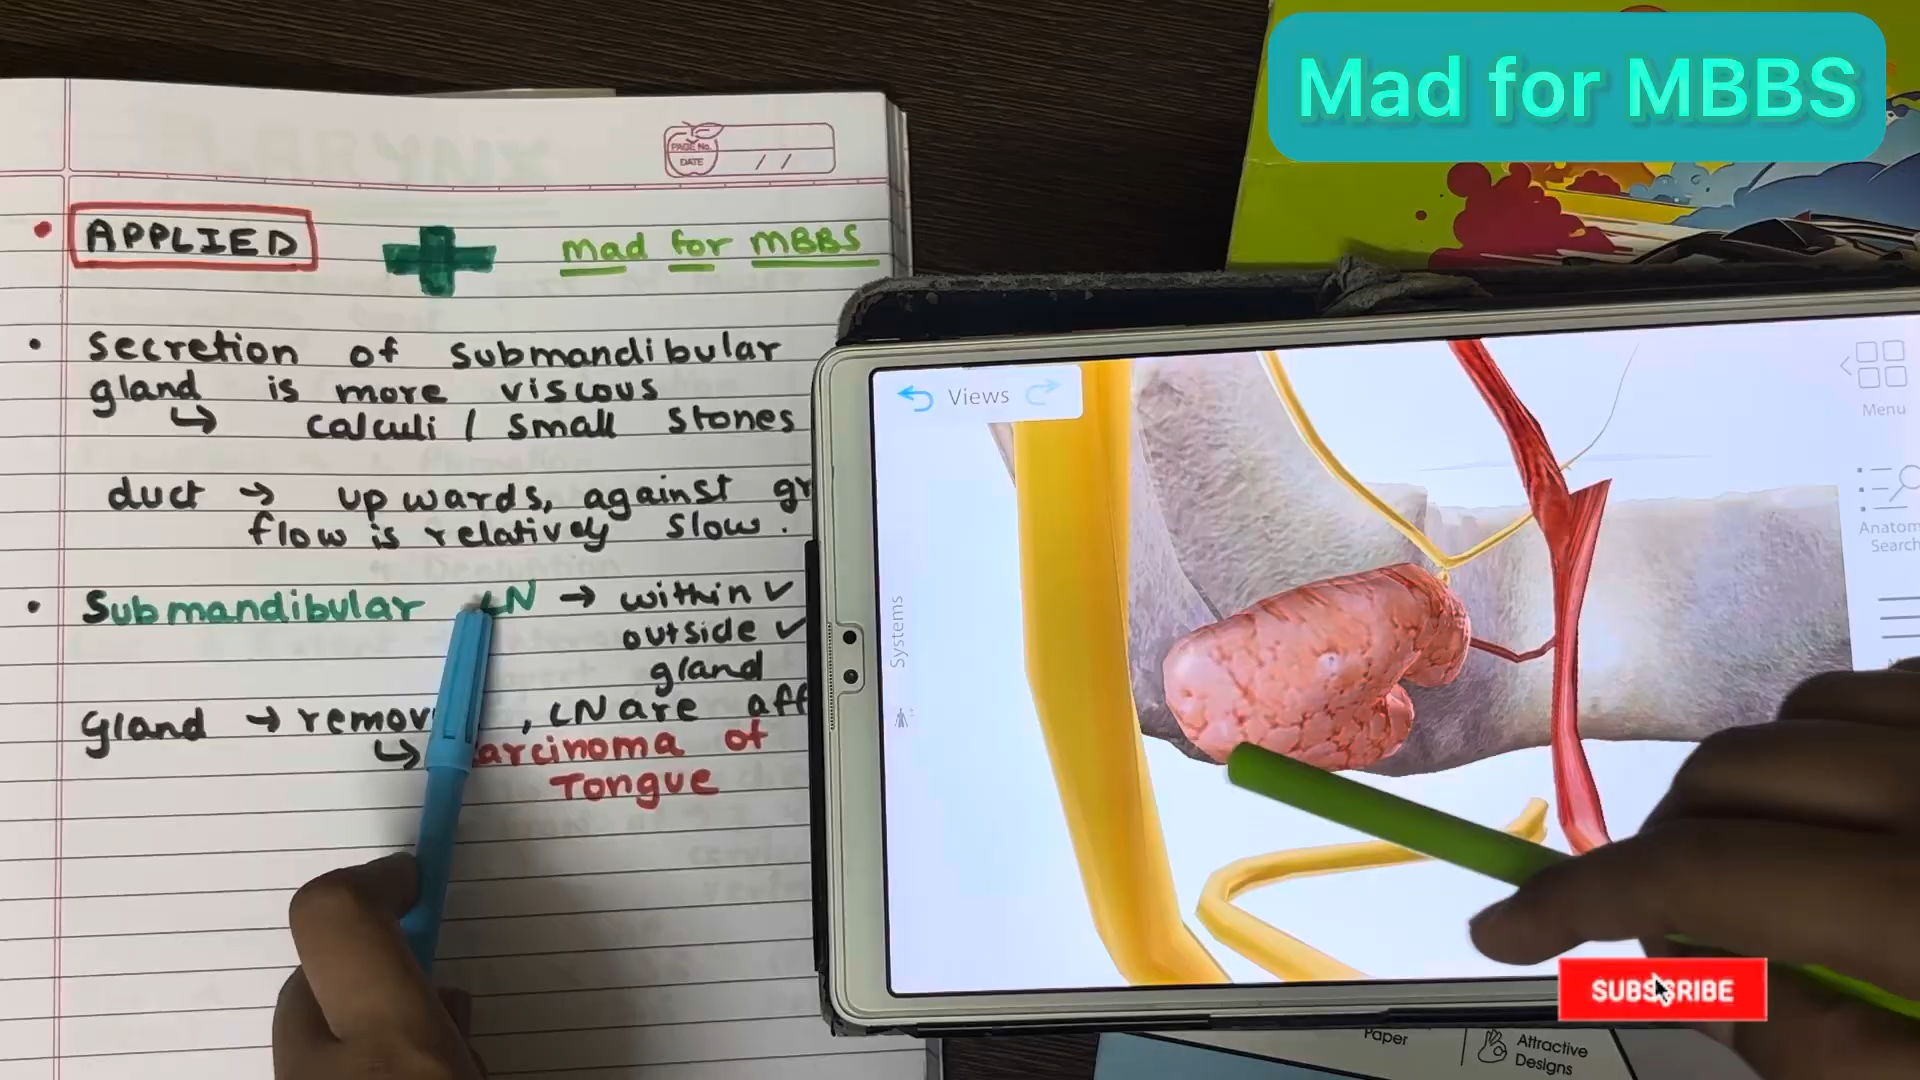 Mad for MBBS
PAGE No.
DATE / /
APPLIED
Mad for MBBS
Secretion of submandibular
gland is more viscous
↳ calculi / small stones
duct → upwards, against
flow is relatively slow.
Submandibular LN → within ✓
outside ✓
gland
Gland → , LN are
↳ of
Tongue
Views
Menu
Systems
SUBSCRIBE
Paper
Attractive
Designs